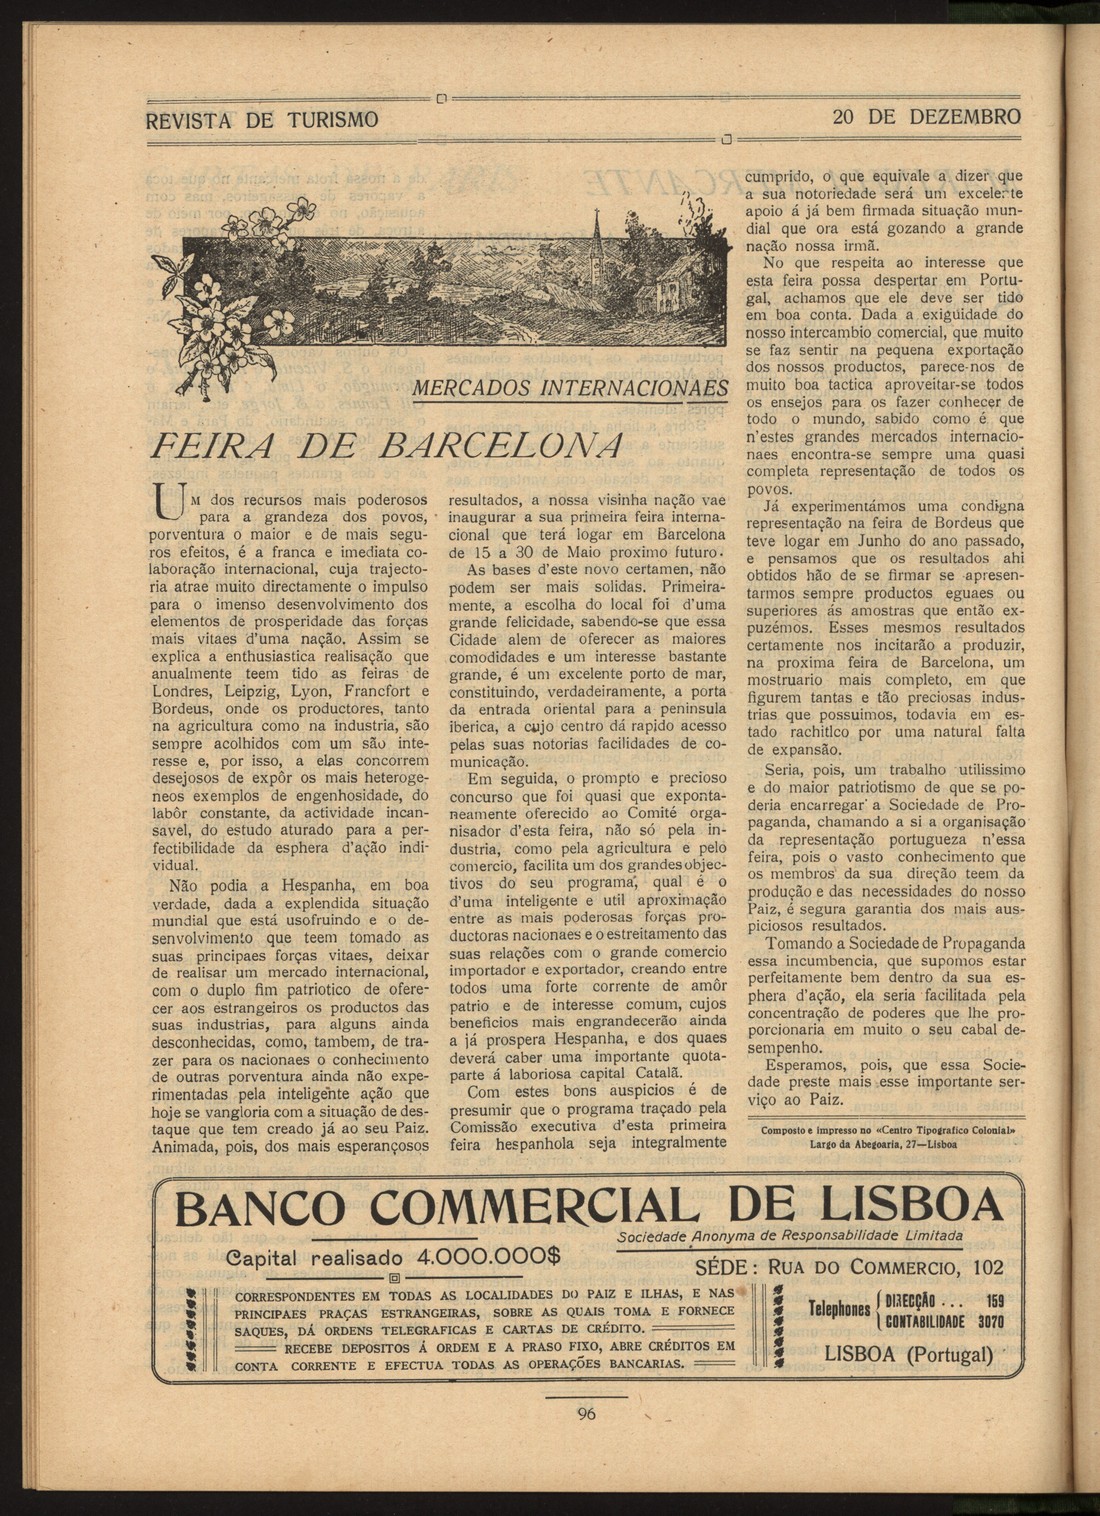 REVISTA DE TURISMO
20 DE DEZEMBRO
MERCADOS INTERNACIONAES
FEIRA DE BARCELONA
UM dos recursos mais poderosos
para a grandeza dos povos,
porventura o maior e de mais segu-
ros efeitos, é a franca e imediata co-
laboração internacional, cuja trajecto-
ria atrae muito directamente o impulso
para o imenso desenvolvimento dos
elementos de prosperidade das forças
mais vitaes d'uma nação. Assim se
explica a enthusiastica realisação que
anualmente teem tido as feiras de
Londres, Leipzig, Lyon, Francfort e
Bordeus, onde os productores, tanto
na agricultura como na industria, são
sempre acolhidos com um são inte-
resse e, por isso, a elas concorrem
desejosos de expôr os mais heteroge-
neos exemplos de engenhosidade, do
labôr constante, da actividade incan-
savel, do estudo aturado para a per-
fectibilidade da esphera d'ação indi-
vidual.
Não podia a Hespanha, em boa
verdade, dada a explendida situação
mundial que está usofruindo e o de-
senvolvimento que teem tomado as
suas principaes forças vitaes, deixar
de realisar um mercado internacional,
com o duplo fim patriotico de ofere-
cer aos estrangeiros os productos das
suas industrias, para alguns ainda
desconhecidas, como, tambem, de tra-
zer para os nacionaes o conhecimento
de outras porventura ainda não expe-
rimentadas pela inteligente ação que
hoje se vangloria com a situação de des-
taque que tem creado já ao seu Paiz.
Animada, pois, dos mais esperançosos
resultados, a nossa visinha nação vae
inaugurar a sua primeira feira interna-
cional que terá logar em Barcelona
de 15 a 30 de Maio proximo futuro.
As bases d'este novo certamen, não
podem ser mais solidas. Primeira-
mente, a escolha do local foi d'uma
grande felicidade, sabendo-se que essa
Cidade alem de oferecer as maiores
comodidades e um interesse bastante
grande, é um excelente porto de mar,
constituindo, verdadeiramente, a porta
da entrada oriental para a peninsula
iberica, a cujo centro dá rapido acesso
pelas suas notorias facilidades de co-
municação.
Em seguida, o prompto e precioso
concurso que foi quasi que exponta-
neamente oferecido ao Comité orga-
nisador d'esta feira, não só pela in-
dustria, como pela agricultura e pelo
comercio, facilita um dos grandes objec-
tivos do seu programa, qual é o
d'uma inteligente e util aproximação
entre as mais poderosas forças pro-
ductoras nacionaes e o estreitamento das
suas relações com o grande comercio
importador e exportador, creando entre
todos uma forte corrente de amôr
patrio e de interesse comum, cujos
beneficios mais engrandecerão ainda
a já prospera Hespanha, e dos quaes
deverá caber uma importante quota-
parte á laboriosa capital Catalã.
Com estes bons auspicios é de
presumir que o programa traçado pela
Comissão executiva d'esta primeira
feira hespanhola seja integralmente
cumprido, o que equivale a dizer que
a sua notoriedade será um excelente
apoio á já bem firmada situação mun-
dial que ora está gozando a grande
nação nossa irmã.
No que respeita ao interesse que
esta feira possa despertar em Portu-
gal, achamos que ele deve ser tido
em boa conta. Dada a exigüidade do
nosso intercambio comercial, que muito
se faz sentir na pequena exportação
dos nossos productos, parece-nos de
muito boa tactica aproveitar-se todos
os ensejos para os fazer conhecer de
todo o mundo, sabido como é que
n'estes grandes mercados internacio-
naes encontra-se sempre uma quasi
completa representação de todos os
povos.
Já experimentámos uma condigna
representação na feira de Bordeus que
teve logar em Junho do ano passado,
e pensamos que os resultados ahi
obtidos hão de se firmar se apresen-
tarmos sempre productos eguaes ou
superiores ás amostras que então ex-
puzémos. Esses mesmos resultados
certamente nos incitarão a produzir,
na proxima feira de Barcelona, um
mostruario mais completo, em que
figurem tantas e tão preciosas indus-
trias que possuimos, todavia em es-
tado rachitico por uma natural falta
de expansão.
Seria, pois, um trabalho utilissimo
e do maior patriotismo de que se po-
deria encarregar a Sociedade de Pro-
paganda, chamando a si a organisação
da representação portugueza n'essa
feira, pois o vasto conhecimento que
os membros da sua direção teem da
produção e das necessidades do nosso
Paiz, é segura garantia dos mais aus-
piciosos resultados.
Tomando a Sociedade de Propaganda
essa incumbencia, que supomos estar
perfeitamente bem dentro da sua es-
phera d'ação, ela seria facilitada pela
concentração de poderes que lhe pro-
porcionaria em muito o seu cabal de-
sempenho.
Esperamos, pois, que essa Socie-
dade preste mais esse importante ser-
viço ao Paiz.
Composto e impresso no «Centro Tipografico Colonial»
Largo da Abegoaria, 27—Lisboa
BANCO COMMERCIAL DE LISBOA
Sociedade Anonyma de Responsabilidade Limitada
Capital realisado 4.000.000$
SÉDE: RUA DO COMMERCIO, 102
CORRESPONDENTES EM TODAS AS LOCALIDADES DO PAIZ E ILHAS, E NAS
PRINCIPAES PRAÇAS ESTRANGEIRAS, SOBRE AS QUAIS TOMA E FORNECE
SAQUES, DÁ ORDENS TELEGRAFICAS E CARTAS DE CRÉDITO.
RECEBE DEPOSITOS Á ORDEM E A PRASO FIXO, ABRE CRÉDITOS EM
CONTA CORRENTE E EFECTUA TODAS AS OPERAÇÕES BANCARIAS.
Telephones { DIRECÇÃO ... 159
CONTABILIDADE 3070
LISBOA (Portugal)
96